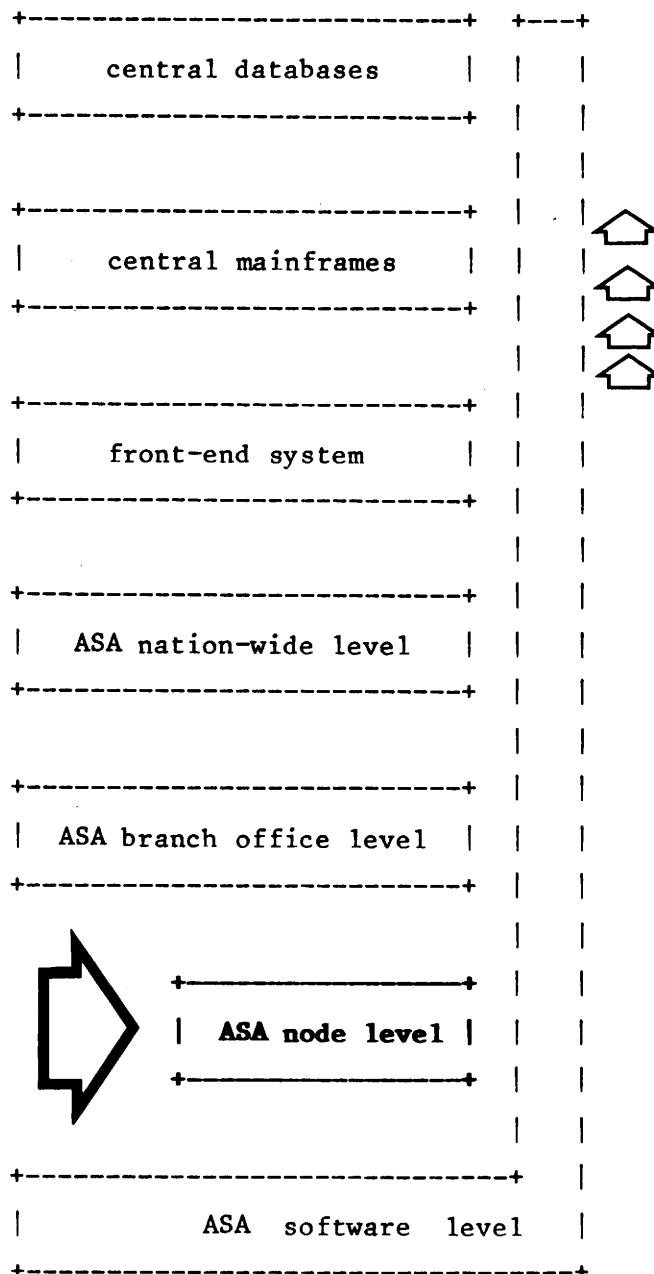 central databases
central mainframes
front-end system
ASA nation-wide level
ASA branch office level
ASA node level
ASA software level